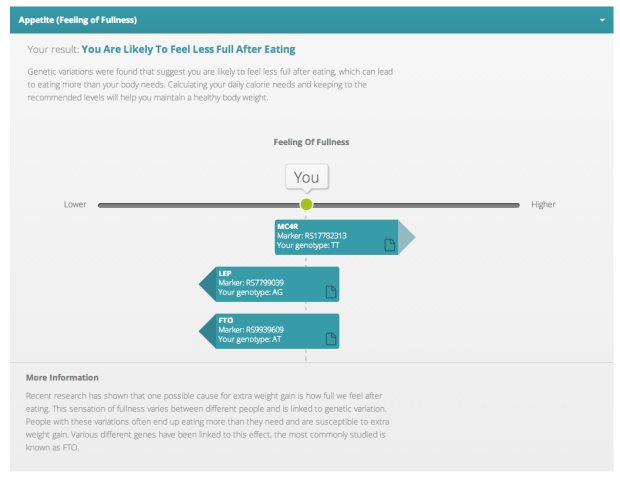 Appetite (Feeling of Fullness)
Your result: You Are Likely To Feel Less Full After Eating
Genetic variations were found that suggest you are likely to feel less full after eating, which can lead
to eating more than your body needs. Calculating your daily calorie needs and keeping to the
recommended levels will help you maintain a healthy body weight.
Feeling Of Fullness
You
Lower
Higher
MC4R
Marker: RS17782313
Your genotype: TT
LEP
Marker: RS7799039
Your genotype: AG
FTO
Marker: RS9939609
Your genotype: AT
More Information
Recent research has shown that one possible cause for extra weight gain is how full we feel after
eating. This sensation of fullness varies between different people and is linked to genetic variation.
People with these variations often end up eating more than they need and are susceptible to extra
weight gain. Various different genes have been linked to this effect, the most commonly studied is
known as FTO.